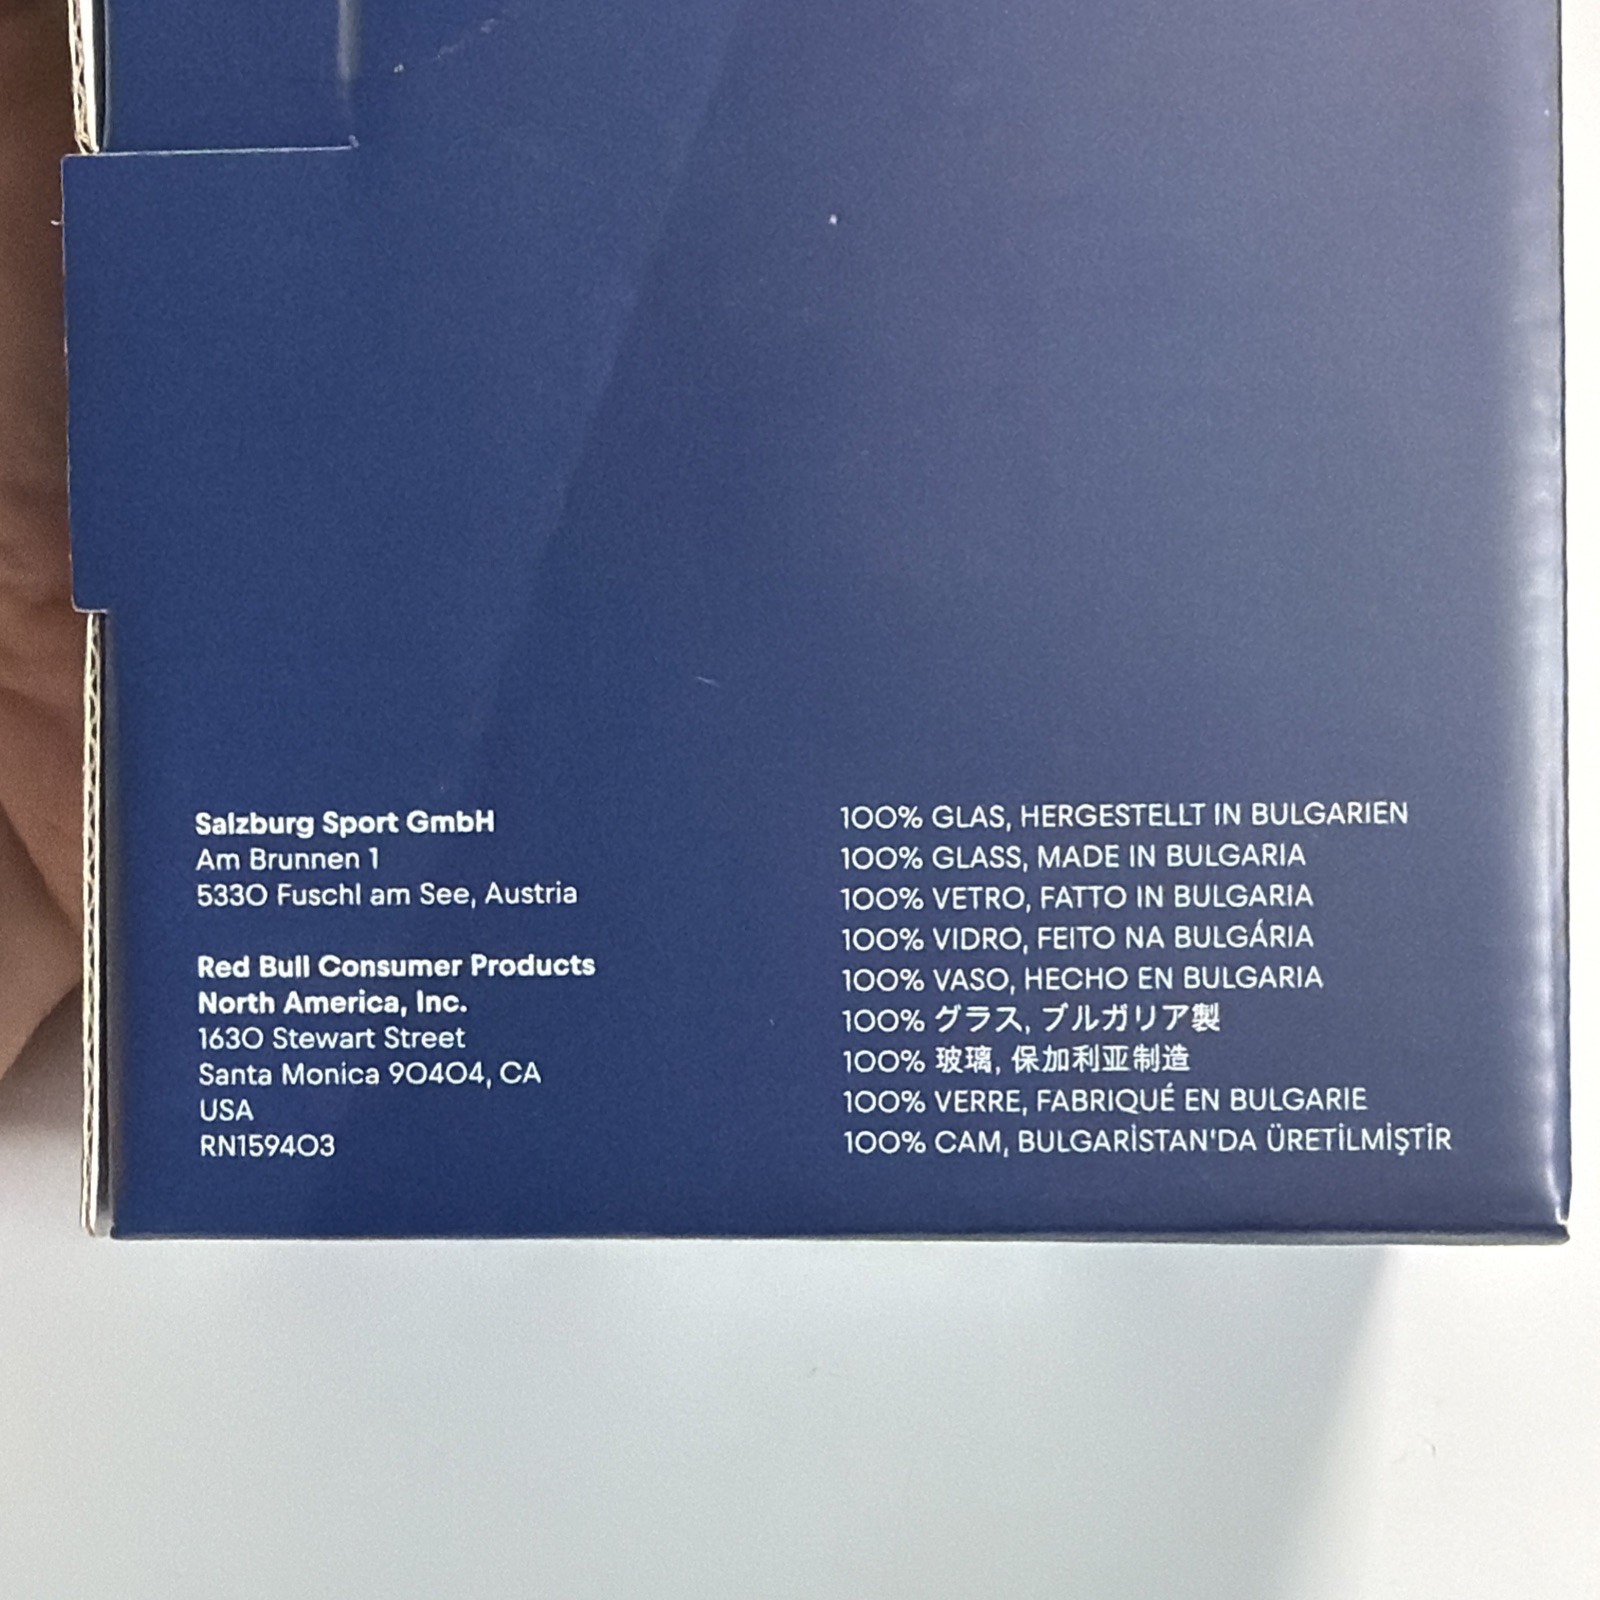 Salzburg Sport GmbH
Am Brunnen 1
5330 Fuschl am See, Austria
Red Bull Consumer Products
North America, Inc.
1630 Stewart Street
Santa Monica 90404, CA
USA
RN159403
100% GLAS, HERGESTELLT IN BULGARIEN
100% GLASS, MADE IN BULGARIA
100% VETRO, FATTO IN BULGARIA
100% VIDRO, FEITO NA BULGÁRIA
100% VASO, HECHO EN BULGARIA
100% グラス, ブルガリア製
100% 玻璃, 保加利亚制造
100% VERRE, FABRIQUÉ EN BULGARIE
100% CAM, BULGARİSTAN'DA ÜRETİLMİŞTİR